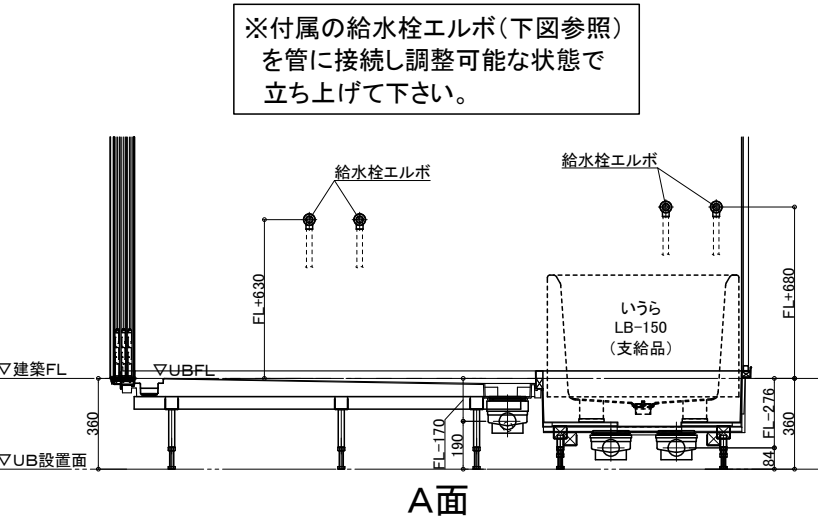 ※付属の給水栓エルボ(下図参照)
を管に接続し調整可能な状態で
立ち上げて下さい。
給水栓エルボ
給水栓エルボ
FL+630
FL+680
いうら
LB-150
(支給品)
▽建築FL
▽UBFL
360
FL-170
190
FL-276
84
360
▽UB設置面
A面